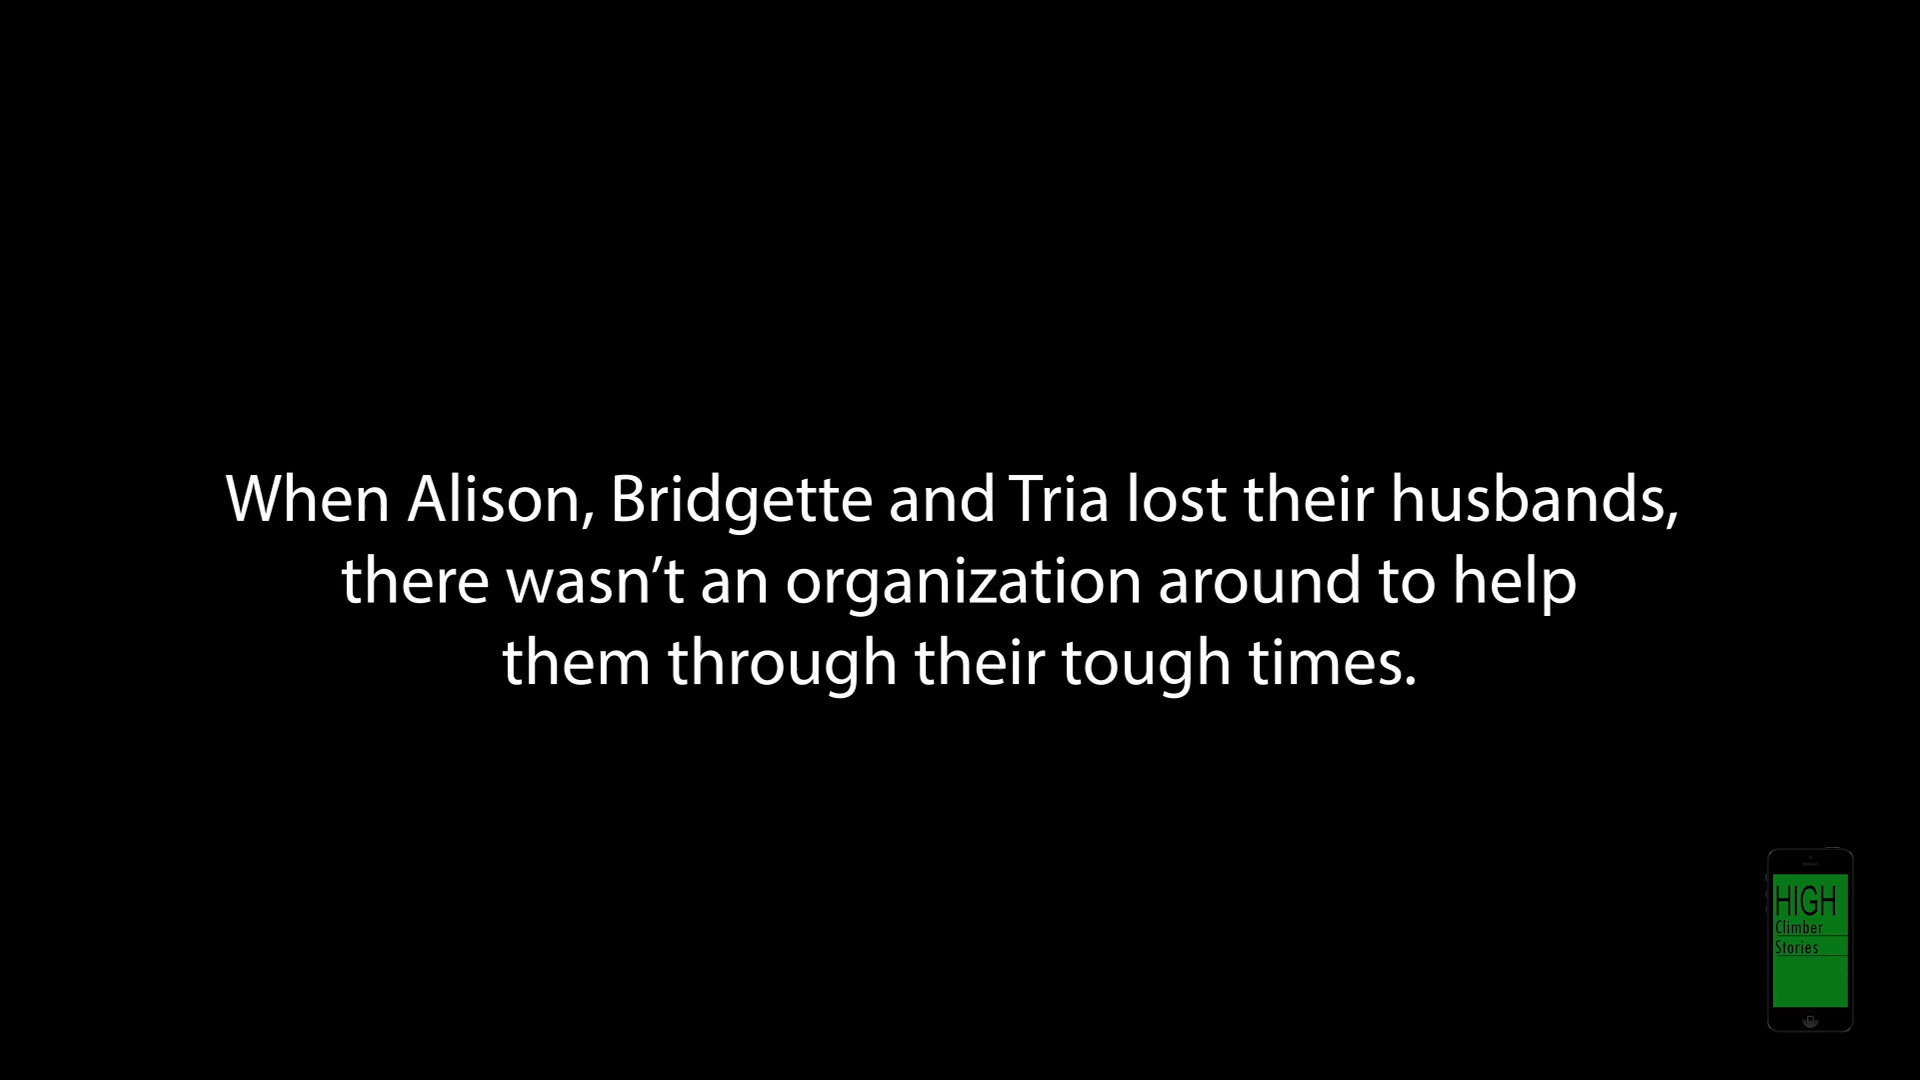 When Alison, Bridgette and Tria lost their husbands,
there wasn’t an organization around to help
them through their tough times.
HIGH
Climber
Stories